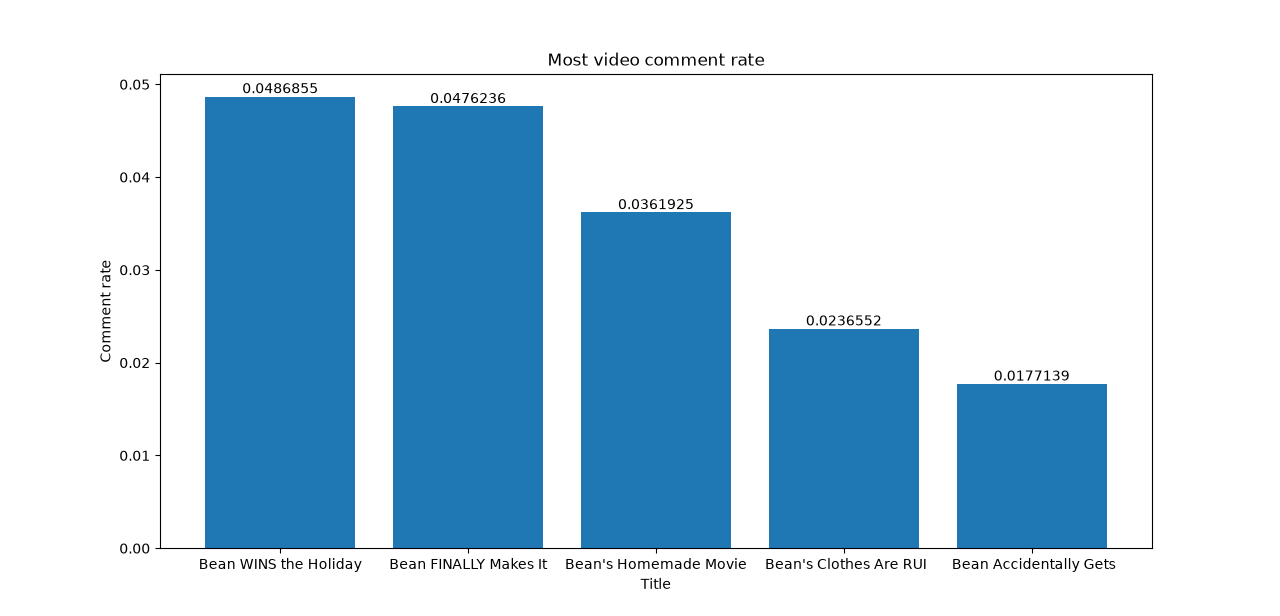 Most video comment rate
0.05
0.04
0.03
0.02
0.01
0.00
Comment rate
0.0486855
0.0476236
0.0361925
0.0236552
0.0177139
Bean WINS the Holiday
Bean FINALLY Makes It
Bean's Homemade Movie
Bean's Clothes Are RUI
Bean Accidentally Gets
Title